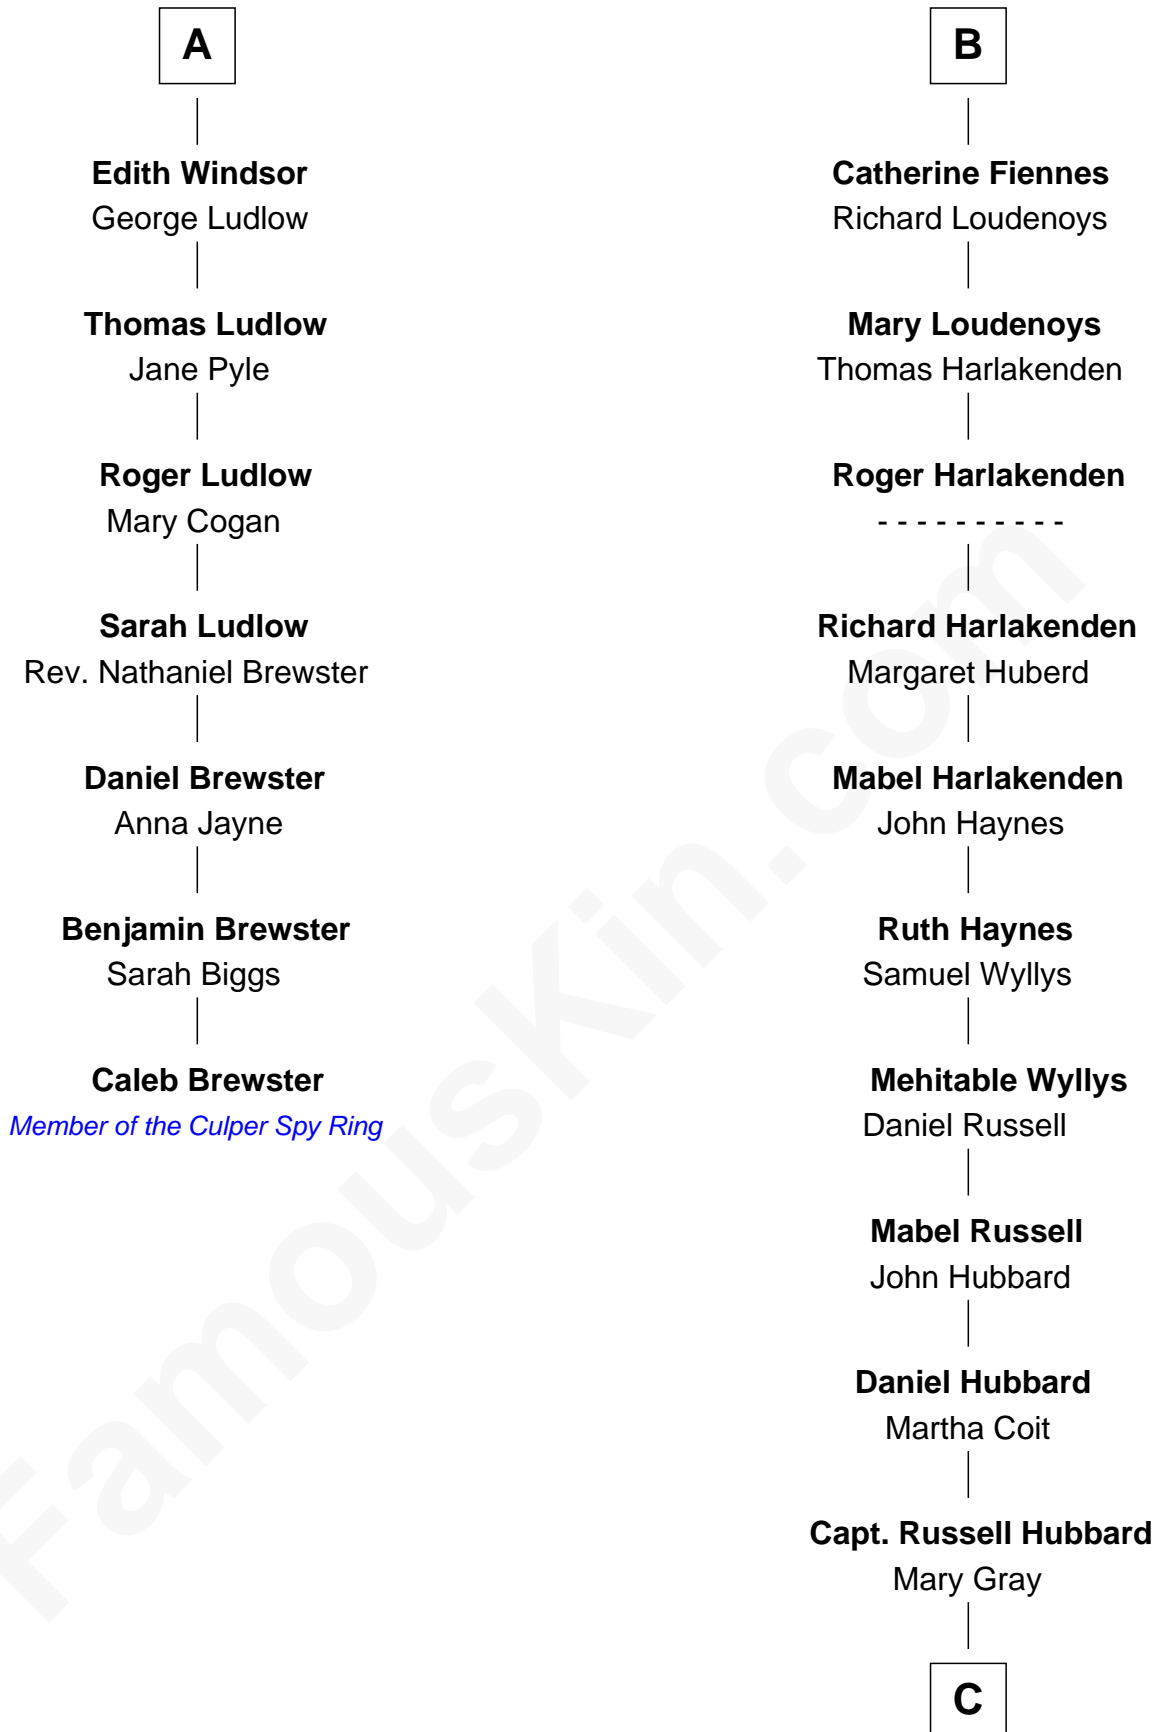 A
Edith Windsor
George Ludlow
Thomas Ludlow
Jane Pyle
Roger Ludlow
Mary Cogan
Sarah Ludlow
Rev. Nathaniel Brewster
Daniel Brewster
Anna Jayne
Benjamin Brewster
Sarah Biggs
Caleb Brewster
Member of the Culper Spy Ring
B
Catherine Fiennes
Richard Loudenoys
Mary Loudenoys
Thomas Harlakenden
Roger Harlakenden
- - - - - - - - - -
Richard Harlakenden
Margaret Huberd
Mabel Harlakenden
John Haynes
Ruth Haynes
Samuel Wyllys
Mehitable Wyllys
Daniel Russell
Mabel Russell
John Hubbard
Daniel Hubbard
Martha Coit
Capt. Russell Hubbard
Mary Gray
C
FamousKin.com